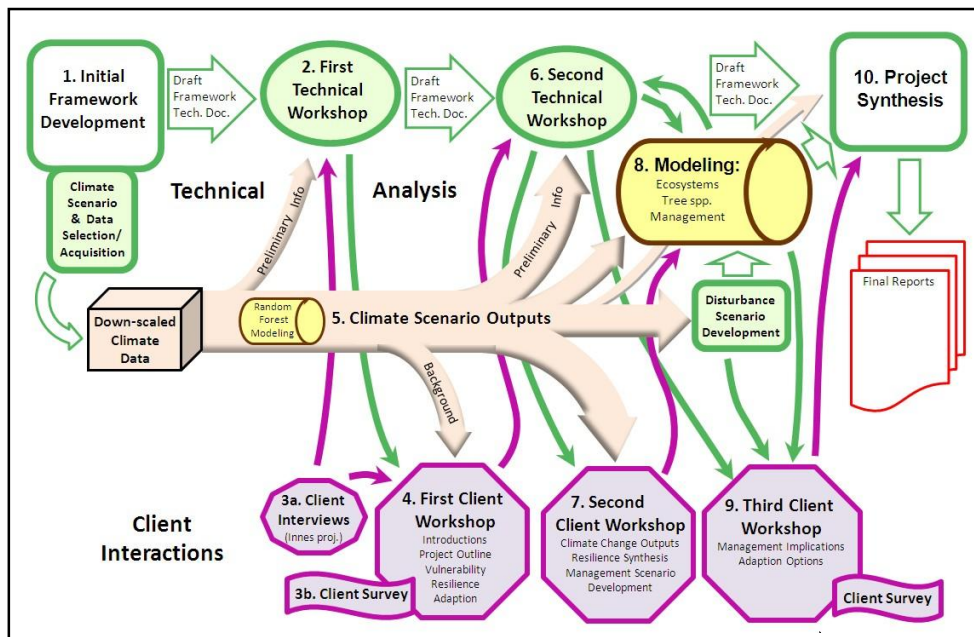 1. Initial
Framework
Development
Draft
Framework
Tech. Doc.
2. First
Technical
Workshop
Draft
Framework
Tech. Doc.
6. Second
Technical
Workshop
Draft
Framework
Tech. Doc.
10. Project
Synthesis
Climate
Scenario
& Data
Selection/
Acquisition
Technical Analysis
Preliminary Info
Preliminary Info
8. Modeling:
Ecosystems
Tree spp.
Management
Final Reports
Down-scaled
Climate
Data
Random
Forest
Modeling
5. Climate Scenario Outputs
Disturbance
Scenario
Development
Background
Client
Interactions
3a. Client
Interviews
(Innes proj.)
3b. Client Survey
4. First Client
Workshop
Introductions
Project Outline
Vulnerability
Resilience
Adaption
7. Second
Client Workshop
Climate Change Outputs
Resilience Synthesis
Management Scenario
Development
9. Third Client
Workshop
Management Implications
Adaption Options
Client Survey